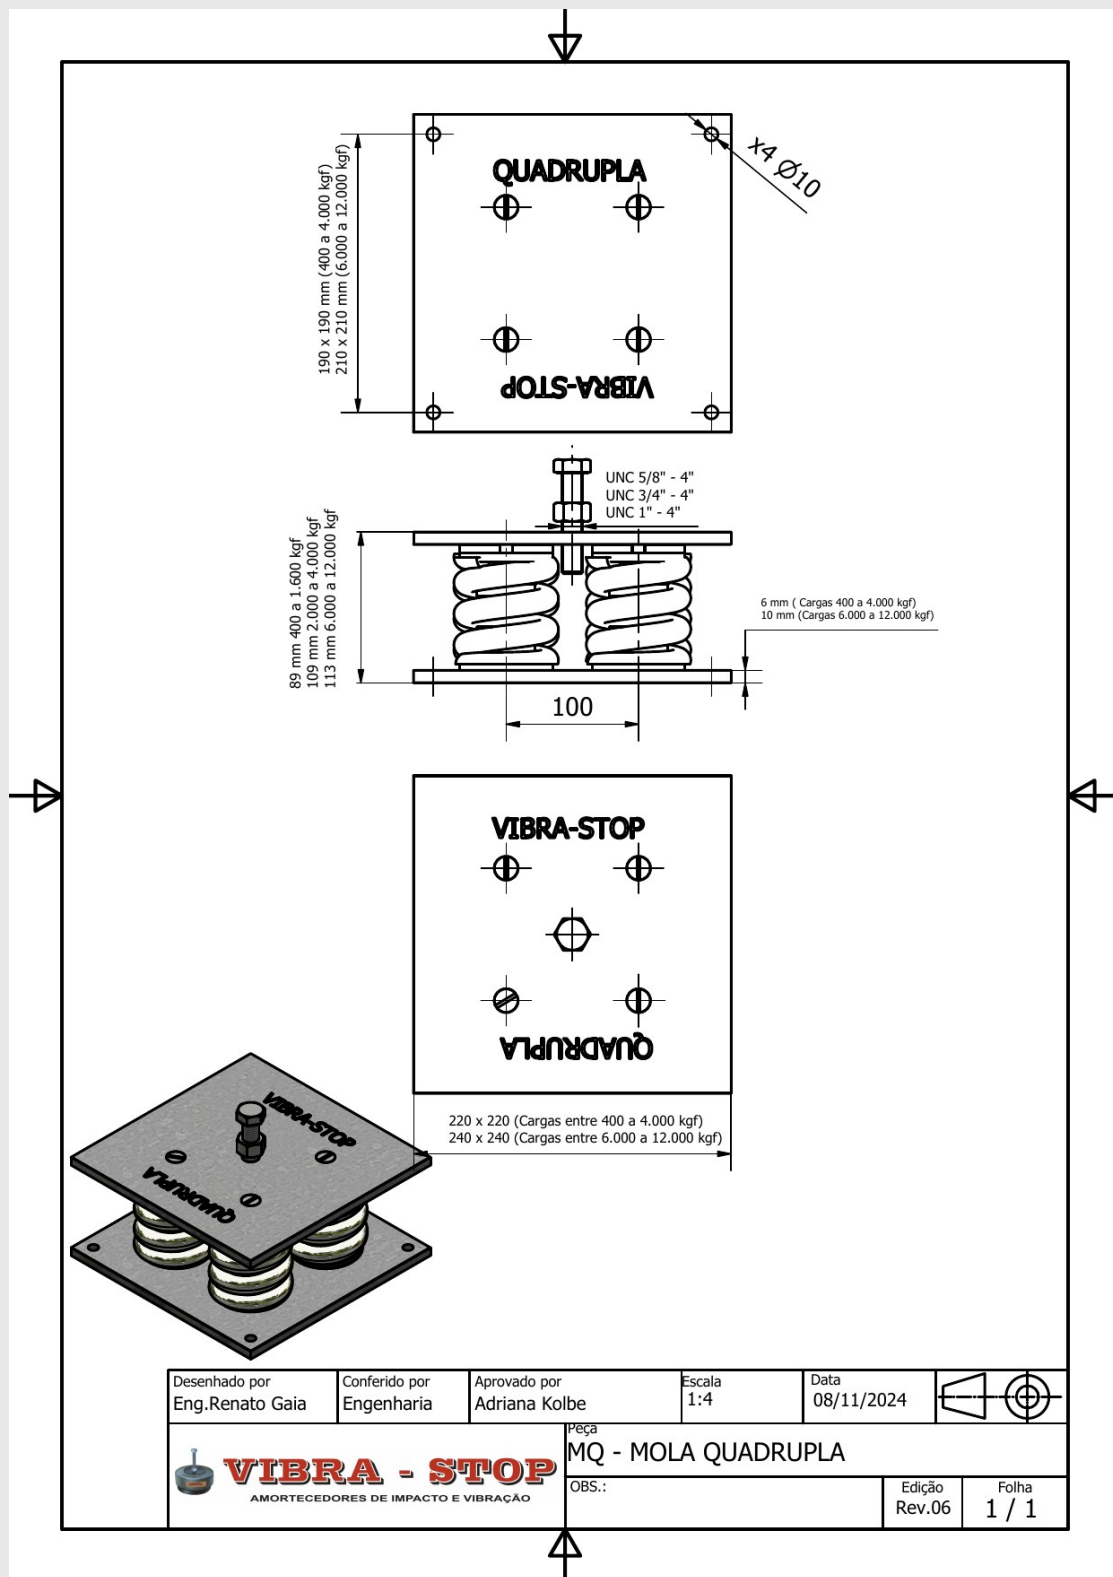 QUADRUPLA
x4 Ø10
190 x 190 mm (400 a 4.000 kgf)
210 x 210 mm (6.000 a 12.000 kgf)
VIBRA-STOP
UNC 5/8" - 4"
UNC 3/4" - 4"
UNC 1" - 4"
89 mm 400 a 1.600 kgf
109 mm 2.000 a 4.000 kgf
113 mm 6.000 a 12.000 kgf
6 mm ( Cargas 400 a 4.000 kgf)
10 mm (Cargas 6.000 a 12.000 kgf)
100
VIBRA-STOP
QUADRUPLA
220 x 220 (Cargas entre 400 a 4.000 kgf)
240 x 240 (Cargas entre 6.000 a 12.000 kgf)
VIBRA-STOP
QUADRUPLA
Desenhado por
Eng.Renato Gaia
Conferido por
Engenharia
Aprovado por
Adriana Kolbe
Escala
1:4
Data
08/11/2024
VIBRA - STOP
AMORTECEDORES DE IMPACTO E VIBRAÇÃO
Peça
MQ - MOLA QUADRUPLA
OBS.:
Edição
Rev.06
Folha
1 / 1